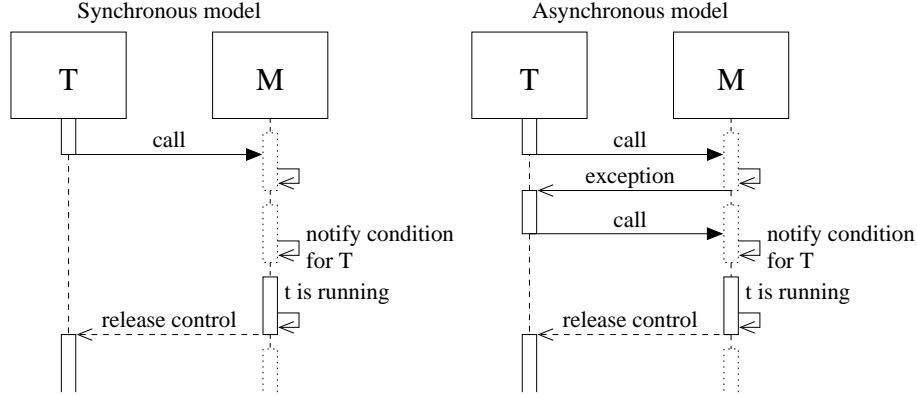 Synchronous model
Asynchronous model
T
M
T
M
call
call
exception
call
notify condition
for T
notify condition
for T
t is running
t is running
release control
release control